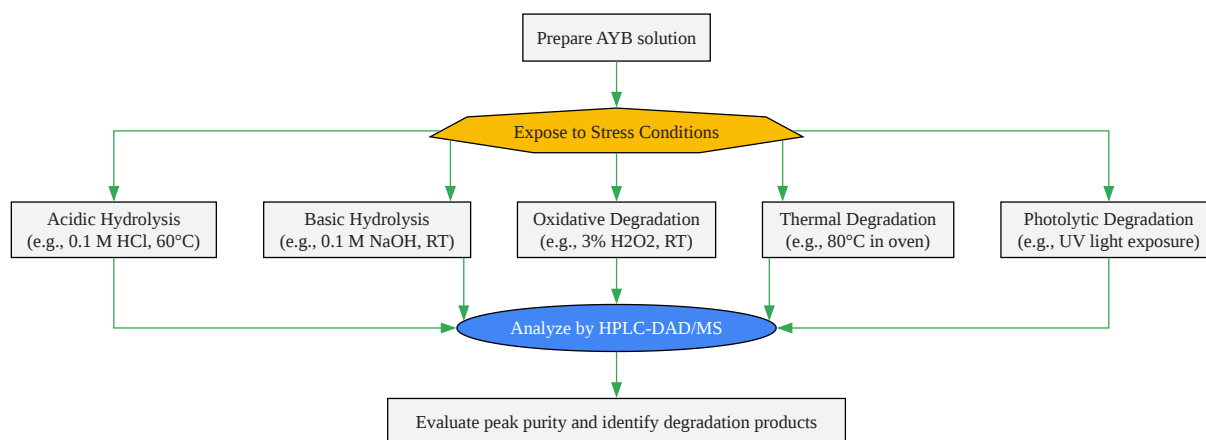 Prepare AYB solution
Expose to Stress Conditions
Acidic Hydrolysis
(e.g., 0.1 M HCl, 60°C)
Basic Hydrolysis
(e.g., 0.1 M NaOH, RT)
Oxidative Degradation
(e.g., 3% H2O2, RT)
Thermal Degradation
(e.g., 80°C in oven)
Photolytic Degradation
(e.g., UV light exposure)
Analyze by HPLC-DAD/MS
Evaluate peak purity and identify degradation products